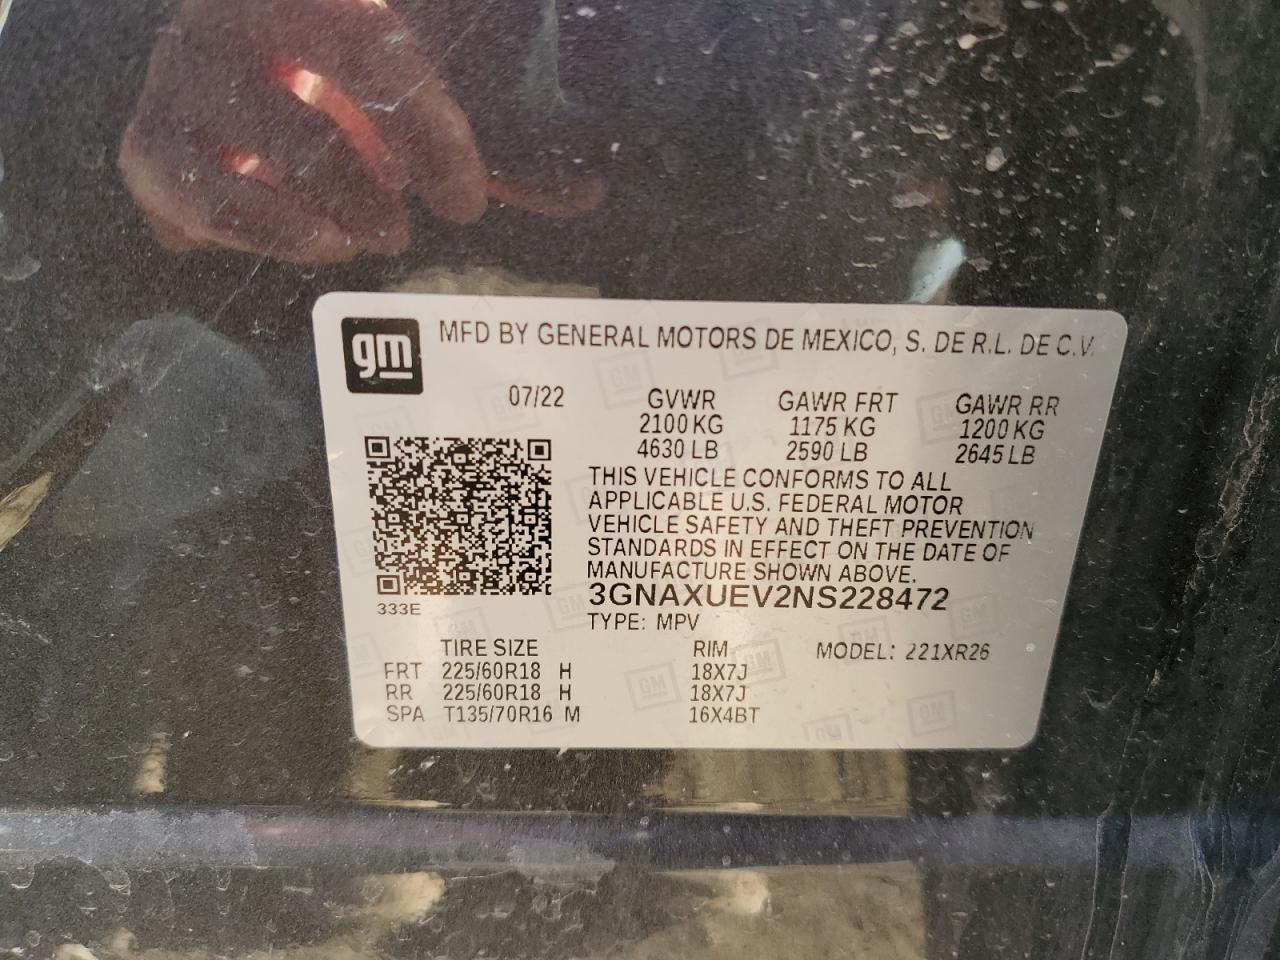 gm
MFD BY GENERAL MOTORS DE MEXICO, S. DE R.L. DE C.V.
07/22 GVWR GAWR FRT GAWR RR
2100 KG 1175 KG 1200 KG
4630 LB 2590 LB 2645 LB
THIS VEHICLE CONFORMS TO ALL
APPLICABLE U.S. FEDERAL MOTOR
VEHICLE SAFETY AND THEFT PREVENTION
STANDARDS IN EFFECT ON THE DATE OF
MANUFACTURE SHOWN ABOVE.
3GNAXUEV2NS228472
333E
TYPE: MPV
TIRE SIZE RIM MODEL: 221XR26
FRT 225/60R18 H 18X7J
RR 225/60R18 H 18X7J
SPA T135/70R16 M 16X4BT